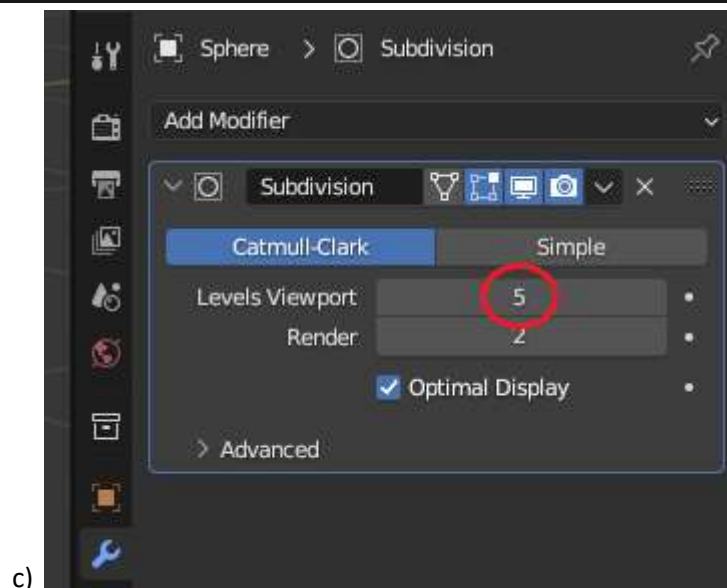 Sphere > Subdivision
Add Modifier
Subdivision
Catmull-Clark Simple
Levels Viewport 5
Render 2
Optimal Display
> Advanced
c)